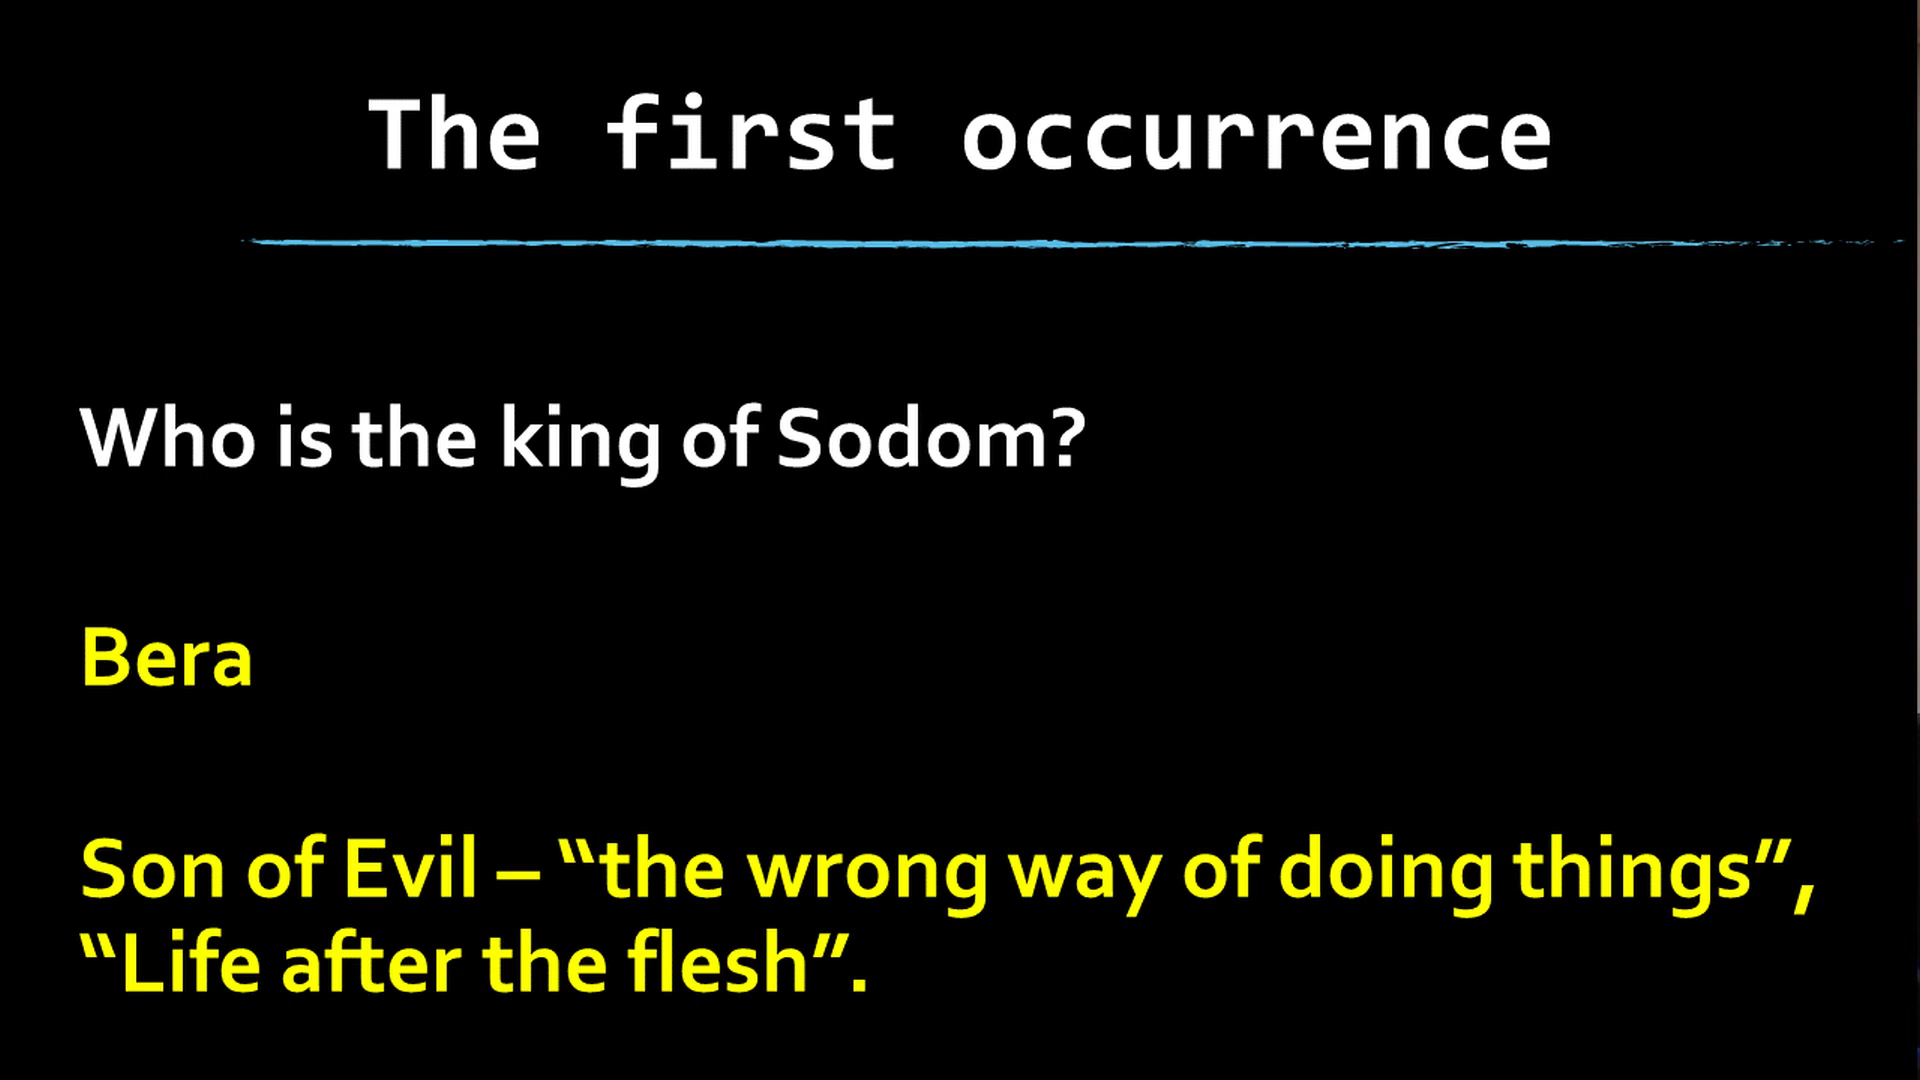 The first occurrence
Who is the king of Sodom?
Bera
Son of Evil – “the wrong way of doing things”,
“Life after the flesh”.